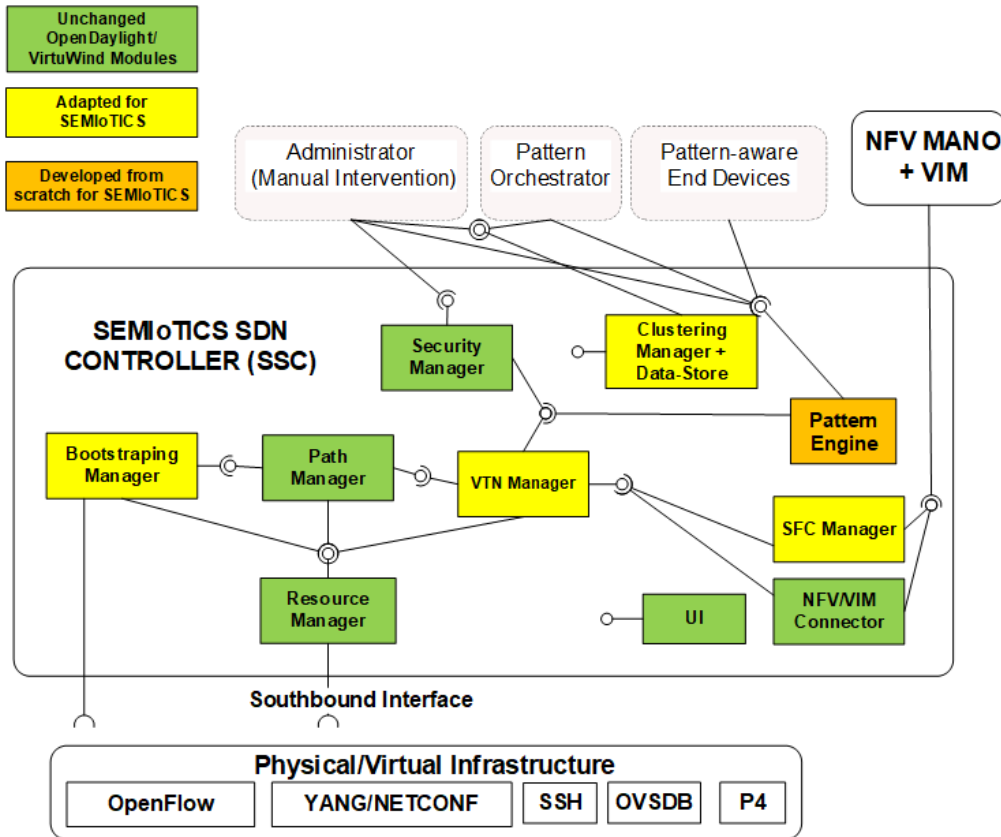 Unchanged
OpenDaylight/
VirtuWind Modules
Adapted for
SEMIoTICS
Developed from
scratch for SEMIoTICS
Administrator
(Manual Intervention)
Pattern
Orchestrator
Pattern-aware
End Devices
NFV MANO
+ VIM
SEMIoTICS SDN
CONTROLLER (SSC)
Security
Manager
Clustering
Manager +
Data-Store
Pattern
Engine
Bootstraping
Manager
Path
Manager
VTN Manager
SFC Manager
Resource
Manager
UI
NFV/VIM
Connector
Southbound Interface
Physical/Virtual Infrastructure
OpenFlow
YANG/NETCONF
SSH
OVSDB
P4